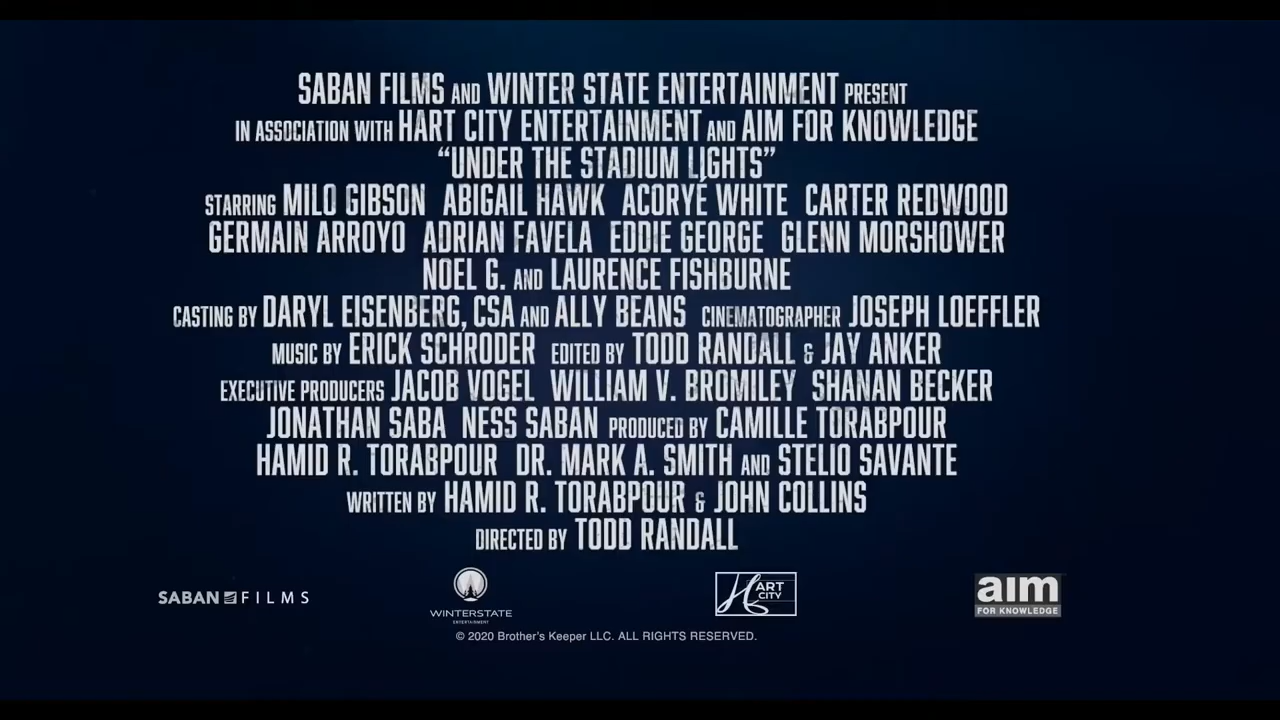 SABAN FILMS AND WINTER STATE ENTERTAINMENT PRESENT
IN ASSOCIATION WITH HART CITY ENTERTAINMENT AND AIM FOR KNOWLEDGE
“UNDER THE STADIUM LIGHTS”
STARRING MILO GIBSON ABIGAIL HAWK ACORYÉ WHITE CARTER REDWOOD
GERMAIN ARROYO ADRIAN FAVELA EDDIE GEORGE GLENN MORSHOWER
NOEL G. AND LAURENCE FISHBURNE
CASTING BY DARYL EISENBERG, CSA AND ALLY BEANS CINEMATOGRAPHER JOSEPH LOEFFLER
MUSIC BY ERICK SCHRODER EDITED BY TODD RANDALL & JAY ANKER
EXECUTIVE PRODUCERS JACOB VOGEL WILLIAM V. BROMILEY SHANAN BECKER
JONATHAN SABA NESS SABAN PRODUCED BY CAMILLE TORABPOUR
HAMID R. TORABPOUR DR. MARK A. SMITH AND STELIO SAVANTE
WRITTEN BY HAMID R. TORABPOUR & JOHN COLLINS
DIRECTED BY TODD RANDALL
SABAN FILMS
WINTERSTATE
ENTERTAINMENT
HART
CITY
aim
FOR KNOWLEDGE
© 2020 Brother's Keeper LLC. ALL RIGHTS RESERVED.